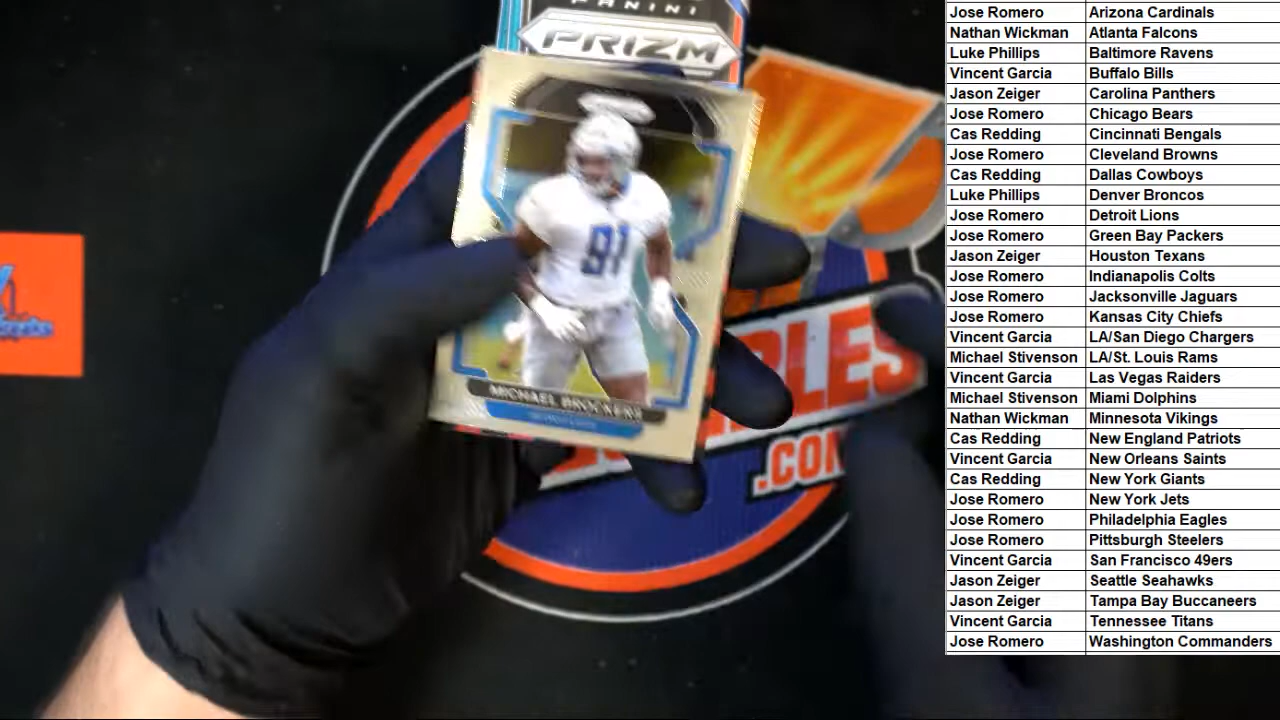 PANINI
PRIZM
91
MICHAEL BROCKERS
.COM
Jose Romero Arizona Cardinals
Nathan Wickman Atlanta Falcons
Luke Phillips Baltimore Ravens
Vincent Garcia Buffalo Bills
Jason Zeiger Carolina Panthers
Jose Romero Chicago Bears
Cas Redding Cincinnati Bengals
Jose Romero Cleveland Browns
Cas Redding Dallas Cowboys
Luke Phillips Denver Broncos
Jose Romero Detroit Lions
Jose Romero Green Bay Packers
Jason Zeiger Houston Texans
Jose Romero Indianapolis Colts
Jose Romero Jacksonville Jaguars
Jose Romero Kansas City Chiefs
Vincent Garcia LA/San Diego Chargers
Michael Stivenson LA/St. Louis Rams
Vincent Garcia Las Vegas Raiders
Michael Stivenson Miami Dolphins
Nathan Wickman Minnesota Vikings
Cas Redding New England Patriots
Vincent Garcia New Orleans Saints
Cas Redding New York Giants
Jose Romero New York Jets
Jose Romero Philadelphia Eagles
Jose Romero Pittsburgh Steelers
Vincent Garcia San Francisco 49ers
Jason Zeiger Seattle Seahawks
Jason Zeiger Tampa Bay Buccaneers
Vincent Garcia Tennessee Titans
Jose Romero Washington Commanders